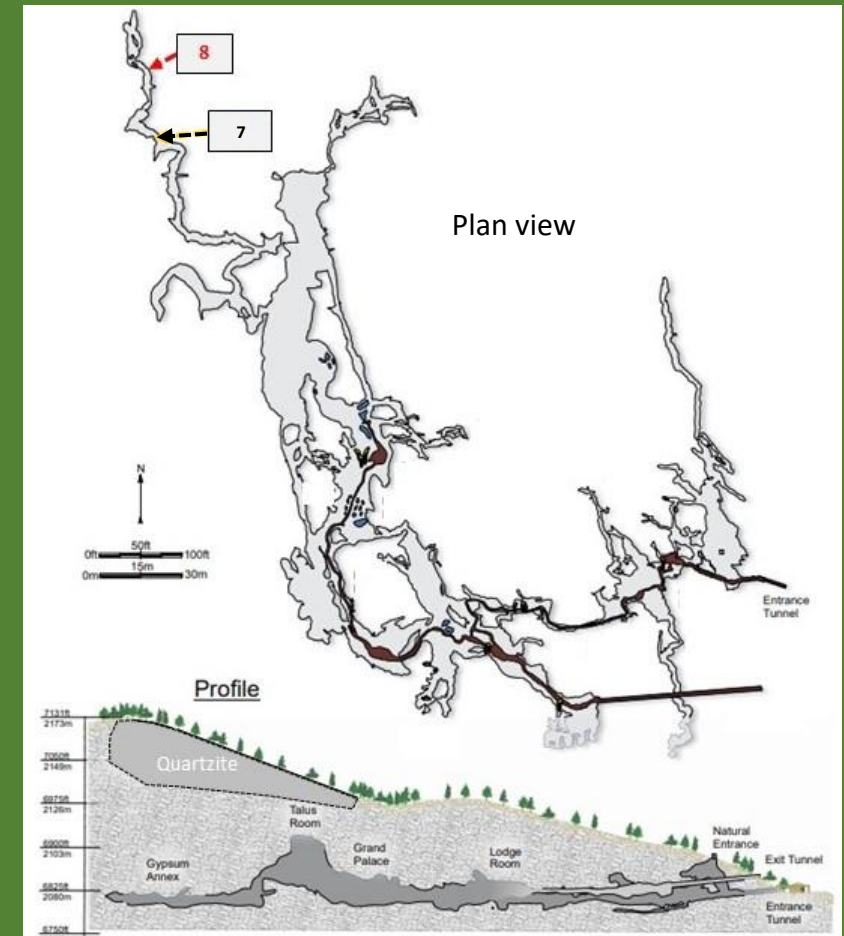 8
7
Plan view
N
50ft
0ft
100ft
15m
0m
30m
Entrance
Tunnel
Profile
7131ft
2173m
7050ft
2149m
Quartzite
6975ft
2126m
Talus
Room
6900ft
2103m
Grand
Palace
Lodge
Room
Natural
Entrance
Gypsum
Annex
Exit Tunnel
6825ft
2080m
Entrance
Tunnel
6750ft